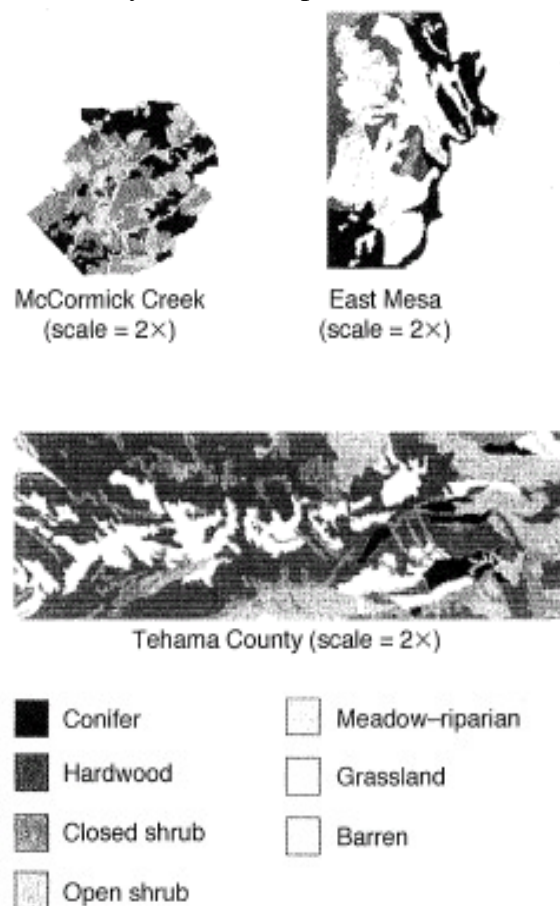 McCormick Creek
(scale = 2×)
East Mesa
(scale = 2×)
Tehama County (scale = 2×)
Conifer
Hardwood
Closed shrub
Open shrub
Meadow–riparian
Grassland
Barren